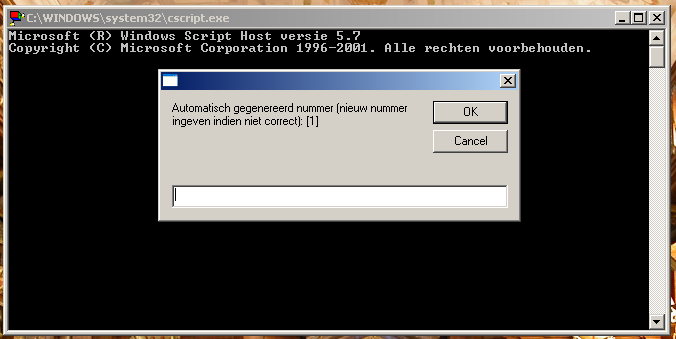 C:\WINDOWS\system32\cscript.exe
Microsoft (R) Windows Script Host versie 5.7
Copyright (C) Microsoft Corporation 1996-2001. Alle rechten voorbehouden.
Automatisch gegenereerd nummer (nieuw nummer
ingeven indien niet correct): [1]
OK
Cancel